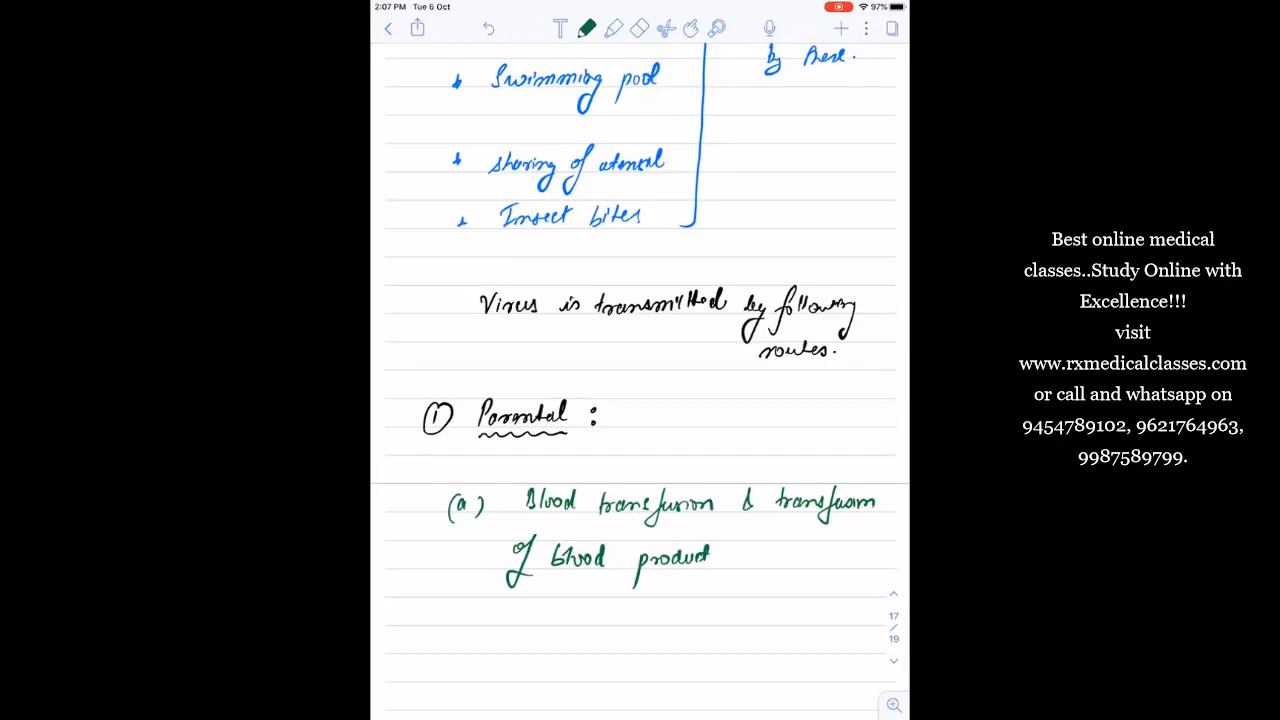 2:07 PM Tue 6 Oct
97%
T
by these.
* Swimming pool
* sharing of utensil
* Insect bites
Virus is transmitted by following
routes.
① Parental :
(a) Blood transfusion & transfusion
of blood product
17
/
19
Best online medical
classes..Study Online with
Excellence!!!
visit
www.rxmedicalclasses.com
or call and whatsapp on
9454789102, 9621764963,
9987589799.